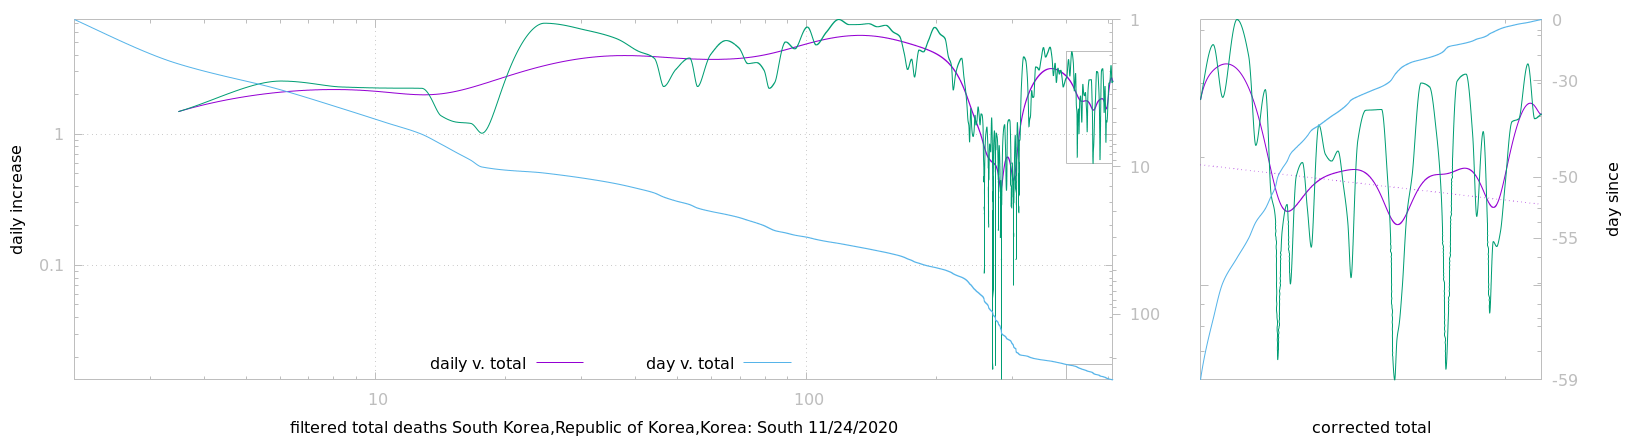 1
0
-30
daily increase
1
0.1
10
-50
-55
day since
100
daily v. total
day v. total
-59
10
100
filtered total deaths South Korea,Republic of Korea,Korea: South 11/24/2020
corrected total